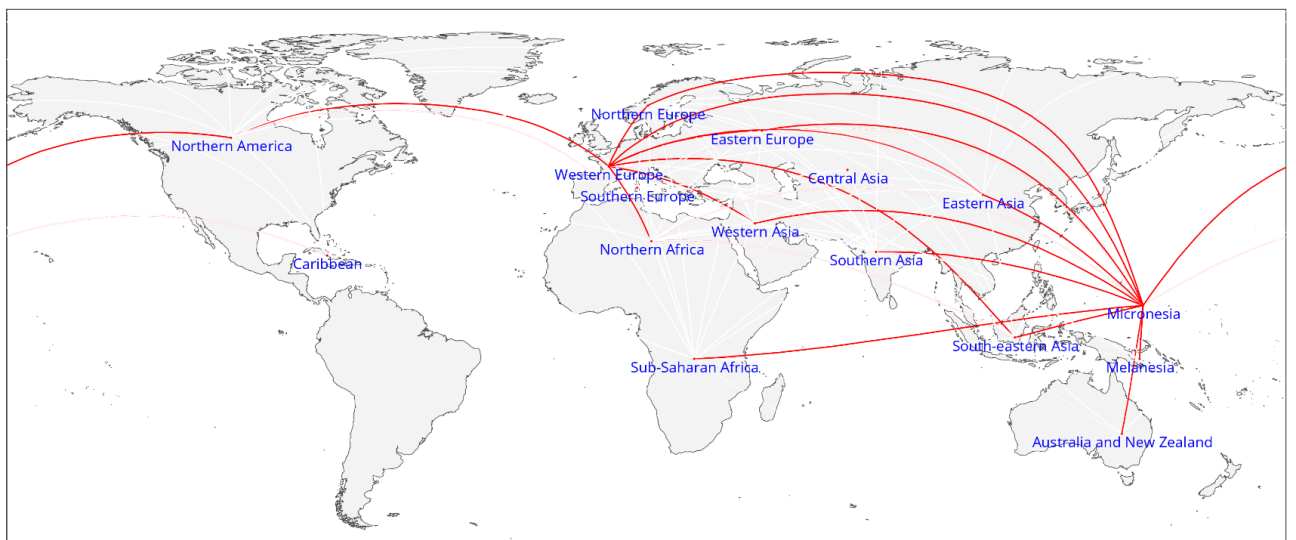 Northern Europe
Eastern Europe
Northern America
Western Europe
Central Asia
Southern Europe
Eastern Asia
Western Asia
Northern Africa
Southern Asia
Caribbean
Micronesia
South-eastern Asia
Sub-Saharan Africa
Melanesia
Australia and New Zealand